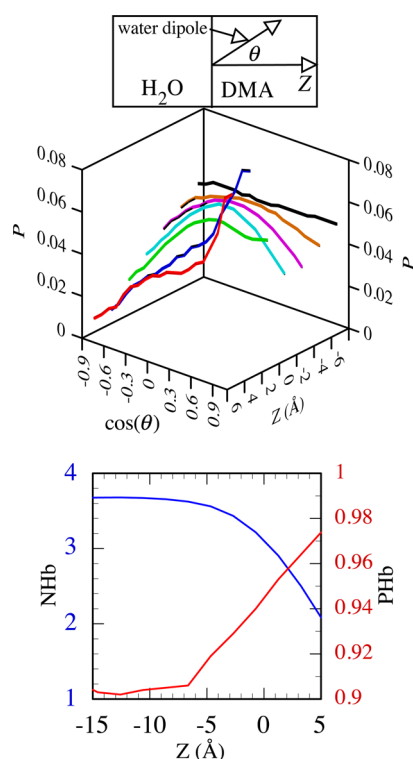 water dipole
θ
Z
H₂O
DMA
0.08
0.06
0.04
0.02
0
P
0.08
0.06
0.04
0.02
0
P
-0.9
-0.6
-0.3
0
0.3
0.6
0.9
cos(θ)
6
4
2
0
-2
-4
-6
Z (Å)
4
3
2
1
NHb
1
0.98
0.96
0.94
0.92
0.9
PHb
-15 -10 -5 0 5
Z (Å)